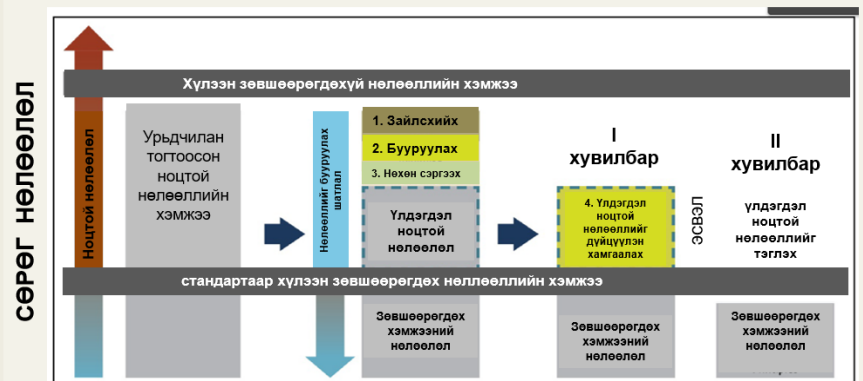 СӨРӨГ НӨЛӨӨЛӨЛ
Хүлээн зөвшөөрөгдөхүй нөлөөллийн хэмжээ
Ноцтой нөлөөлөл
Урьдчилан
тогтоосон
ноцтой
нөлөөллийн
хэмжээ
Нөлөөллийг бууруулах
шатлал
1. Зайлсхийх
2. Бууруулах
3. Нөхөн сэргээх
Үлдэгдэл
ноцтой
нөлөөлөл
I
хувилбар
4. Үлдэгдэл
ноцтой
нөлөөллийг
дүйцүүлэн
хамгаалах
ЭСВЭЛ
II
хувилбар
үлдэгдэл
ноцтой
нөлөөллийг
тэглэх
стандартаар хүлээн зөвшөөрөгдөх неллөөллийн хэмжээ
Зөвшөөрөгдөх
хэмжээний
нөлөөлөл
Зөвшөөрөгдөх
хэмжээний
нөлөөлөл
Зөвшөөрөгдөх
хэмжээний
нөлөөлөл